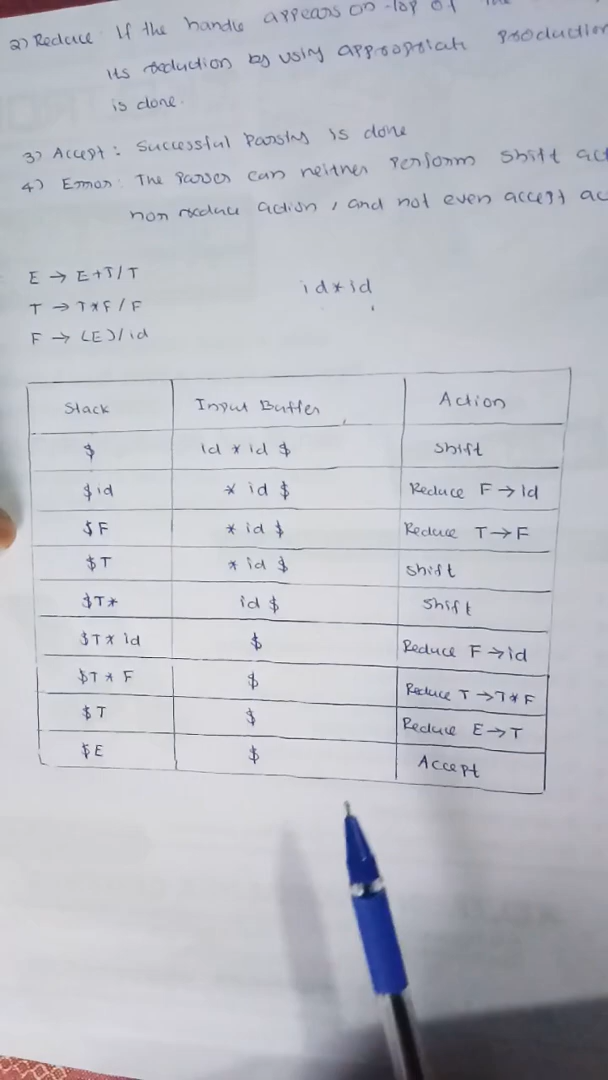 2) Reduce: If the handle appears on top of the
its reduction by using appropriate production
is done.
3) Accept: Successful Parsing is done
4) Error: The Parser can neither perform shift act
non reduce action, and not even accept ac
E → E+T/T
T → T*F/F
F → (E)/id
id*id
Stack Input Buffer Action
$ id * id $ shift
$id * id $ Reduce F→Id
$F * id $ Reduce T→F
$T * id $ shift
$T* id $ shift
$T* id $ Reduce F→id
$T * F $ Reduce T→T*F
$T $ Reduce E→T
$E $ Accept